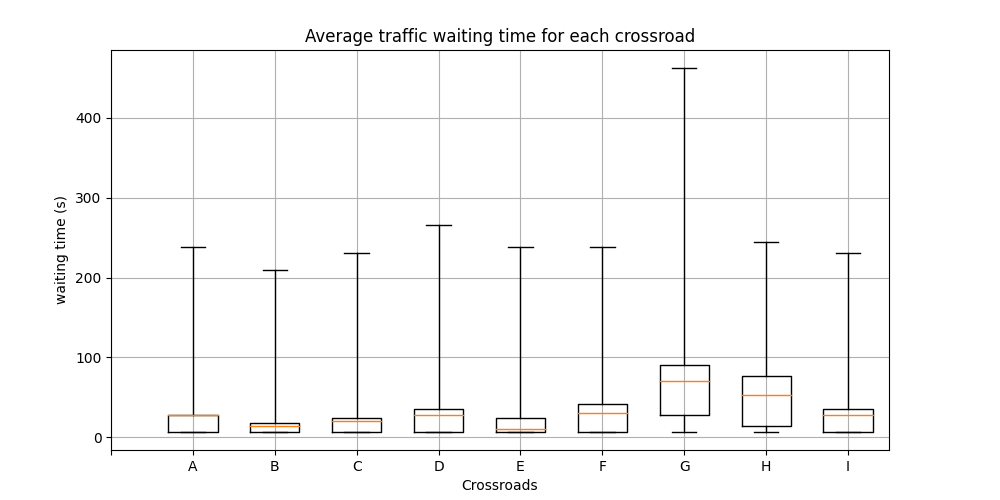 Average traffic waiting time for each crossroad
400
300
200
100
0
waiting time (s)
A B C D E F G H I
Crossroads